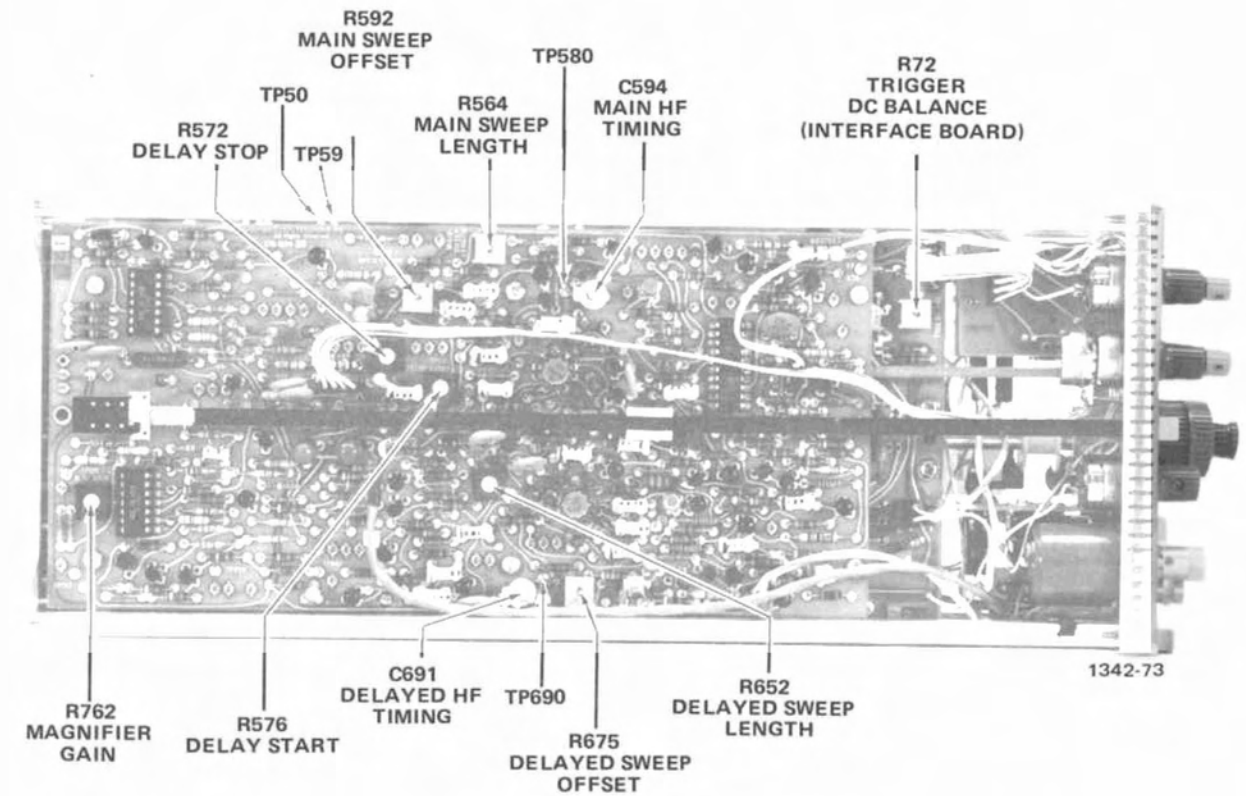 R592
MAIN SWEEP
OFFSET
TP580
R72
TRIGGER
DC BALANCE
(INTERFACE BOARD)
TP50
R564
MAIN SWEEP
LENGTH
C594
MAIN HF
TIMING
R572
DELAY STOP
TP59
1342-73
R762
MAGNIFIER
GAIN
R576
DELAY START
C691
DELAYED HF
TIMING
TP690
R675
DELAYED SWEEP
OFFSET
R652
DELAYED SWEEP
LENGTH